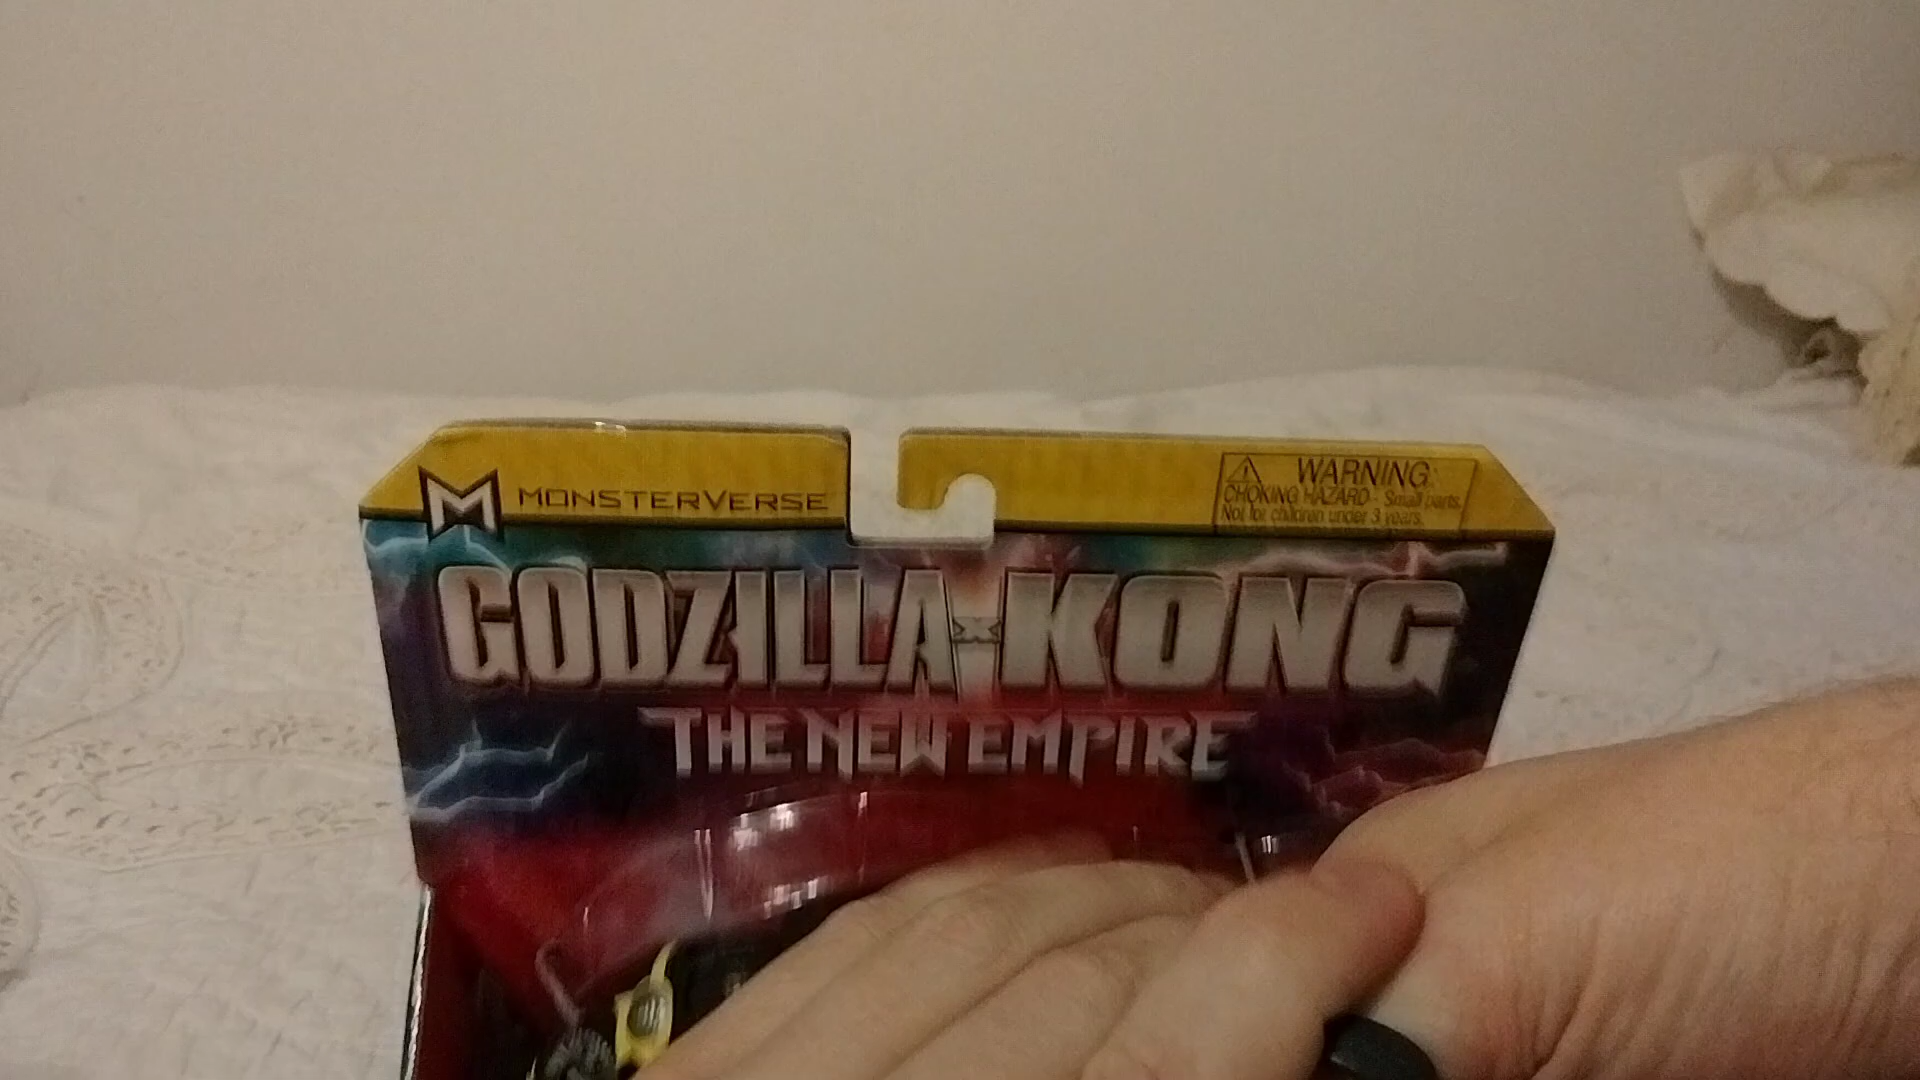 M MONSTERVERSE
WARNING:
CHOKING HAZARD - Small parts.
Not for children under 3 years.
GODZILLA X KONG
THE NEW EMPIRE